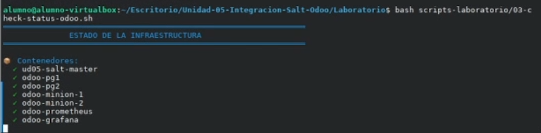 alumno@alumno-virtualbox:~/Escritorio/Unidad-05-Integracion-Salt-Odoo/Laboratorio$ bash scripts-laboratorio/03-c
heck-status-odoo.sh
ESTADO DE LA INFRAESTRUCTURA
📦 Contenedores:
✓ ud05-salt-master
✓ odoo-pg1
✓ odoo-pg2
✓ odoo-minion-1
✓ odoo-minion-2
✓ odoo-prometheus
✓ odoo-grafana